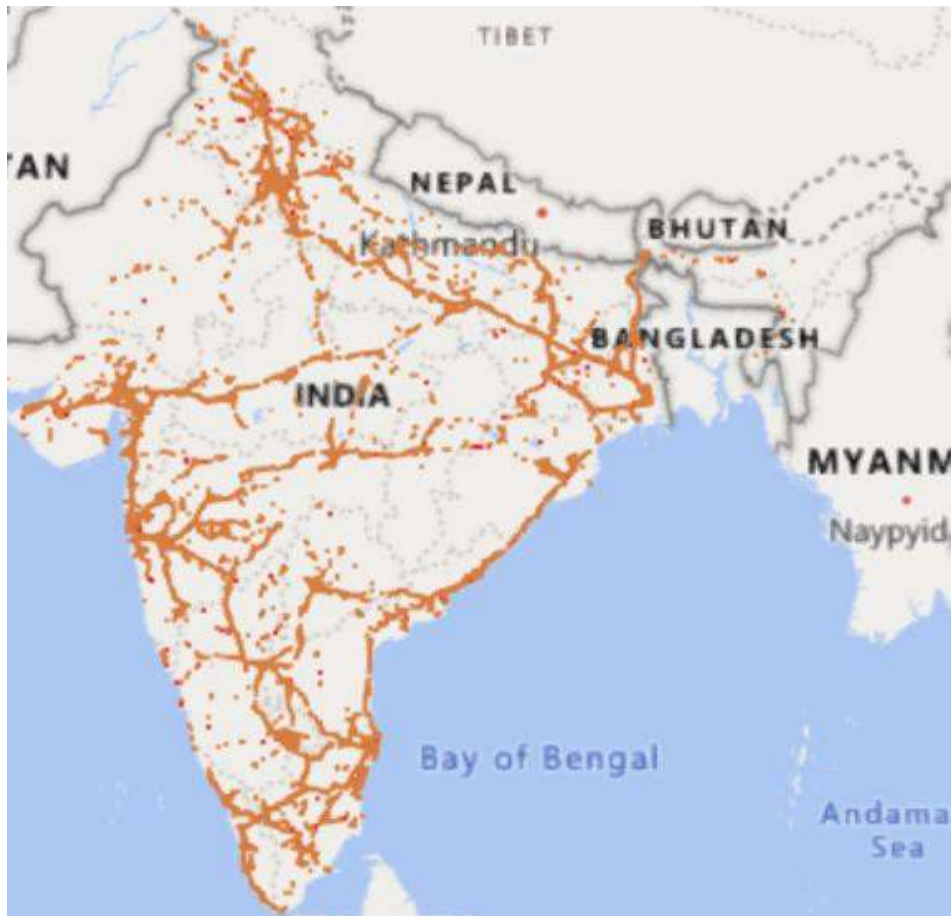 TIBET
TAN
NEPAL
BHUTAN
Kathmandu
BANGLADESH
INDIA
MYANM
Naypyid
Bay of Bengal
Andama
Sea